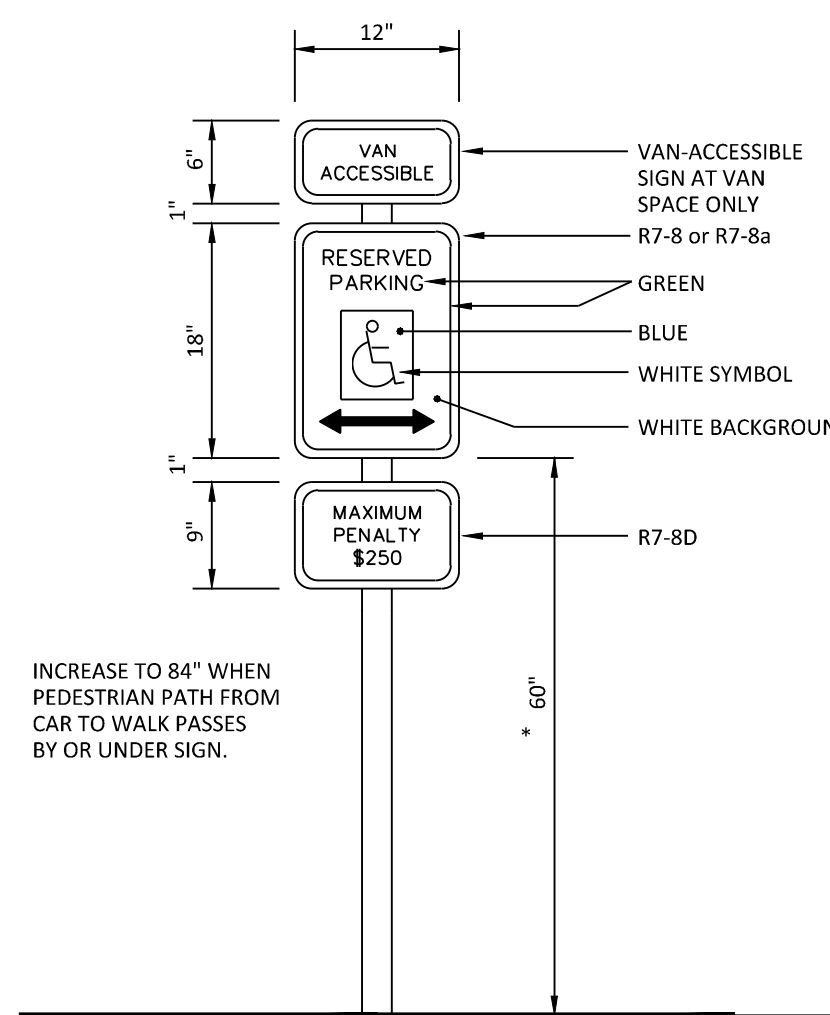 12"
6"
VAN
ACCESSIBLE
VAN-ACCESSIBLE
SIGN AT VAN
SPACE ONLY
1"
R7-8 or R7-8a
18"
RESERVED
PARKING
GREEN
BLUE
WHITE SYMBOL
WHITE BACKGROUN
1"
9"
MAXIMUM
PENALTY
$250
R7-8D
INCREASE TO 84" WHEN
PEDESTRIAN PATH FROM
CAR TO WALK PASSES
BY OR UNDER SIGN.
* 60"